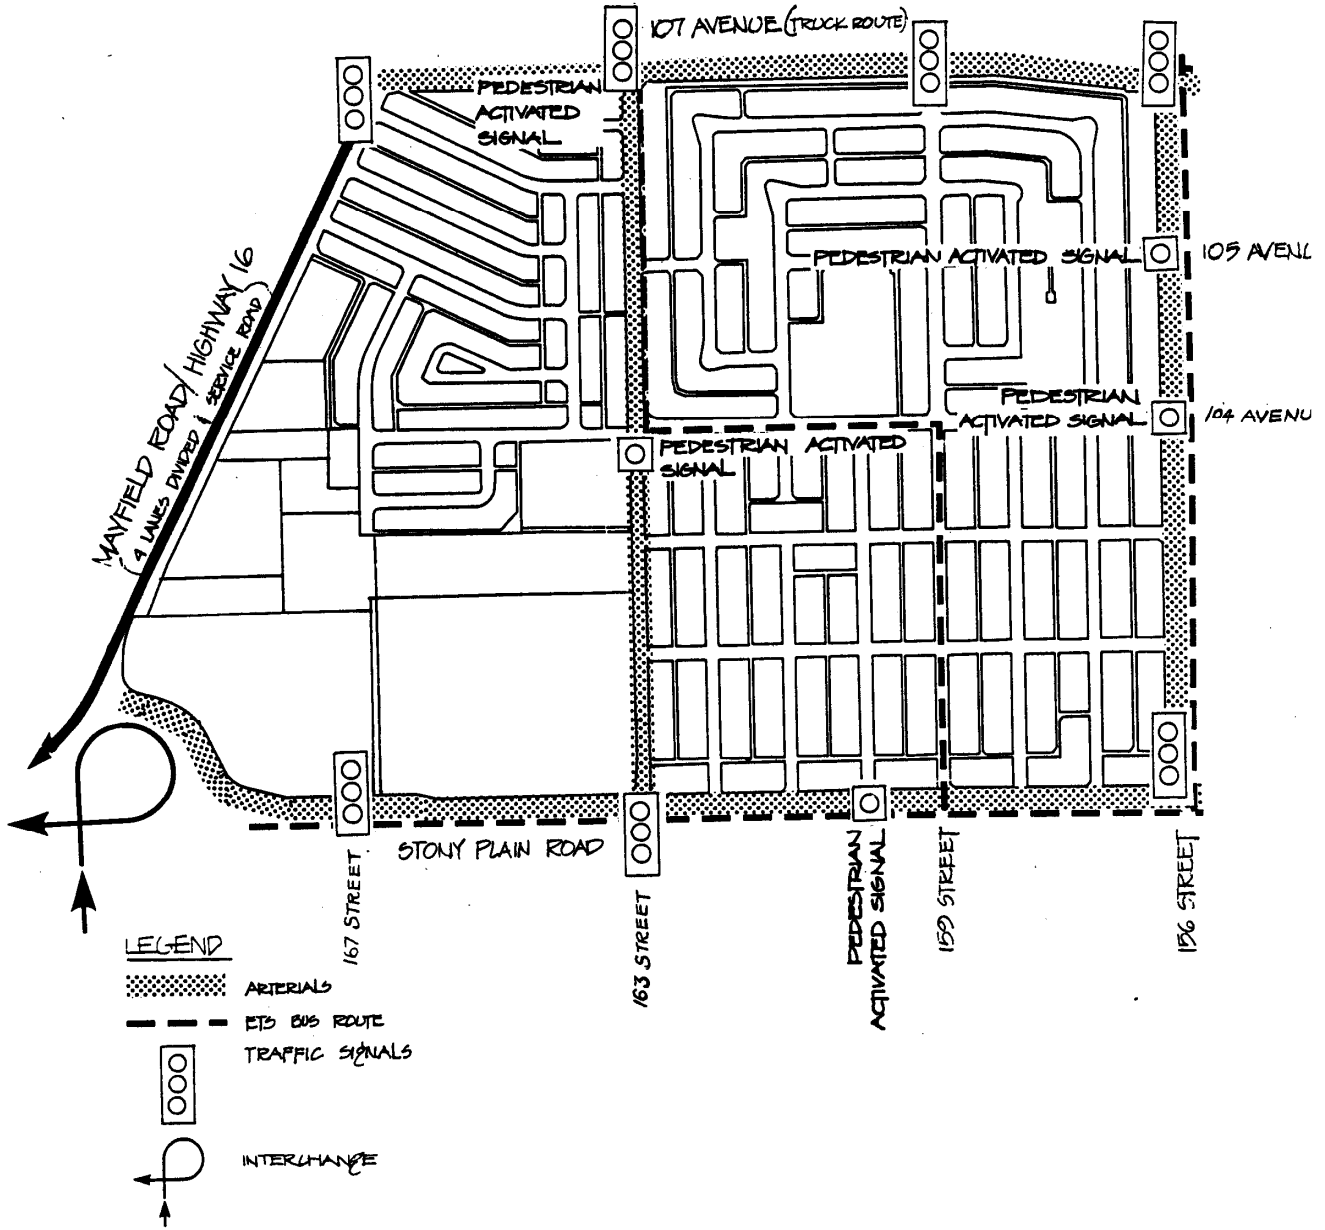 107 AVENUE (TRUCK ROUTE)
PEDESTRIAN
ACTIVATED
SIGNAL
PEDESTRIAN ACTIVATED SIGNAL
105 AVENU
MAYFIELD ROAD/HIGHWAY 16
(4 LANES DIVIDED & SERVICE ROAD)
PEDESTRIAN
ACTIVATED SIGNAL
104 AVENU
PEDESTRIAN ACTIVATED
SIGNAL
STONY PLAIN ROAD
167 STREET
163 STREET
PEDESTRIAN
ACTIVATED SIGNAL
159 STREET
156 STREET
LEGEND
ARTERIALS
ETS BUS ROUTE
TRAFFIC SIGNALS
INTERCHANGE